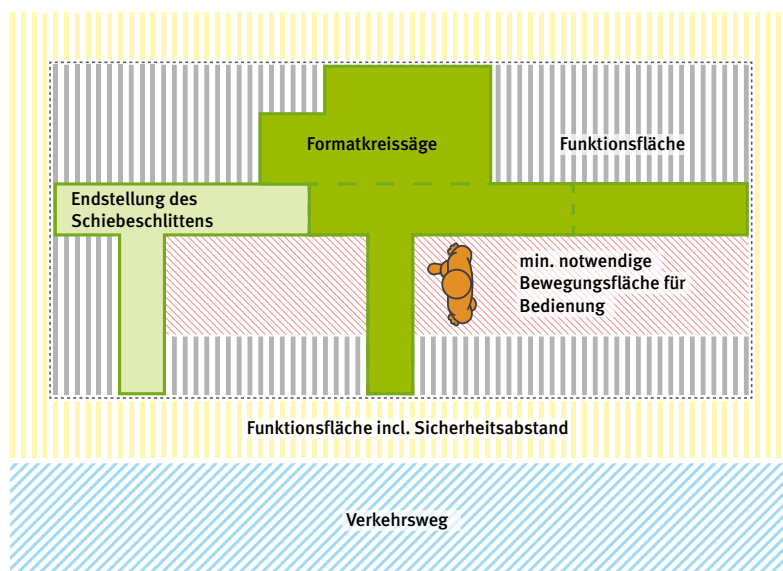 Formatkreissäge
Funktionsfläche
Endstellung des
Schiebeschlittens
min. notwendige
Bewegungsfläche für
Bedienung
Funktionsfläche incl. Sicherheitsabstand
Verkehrsweg